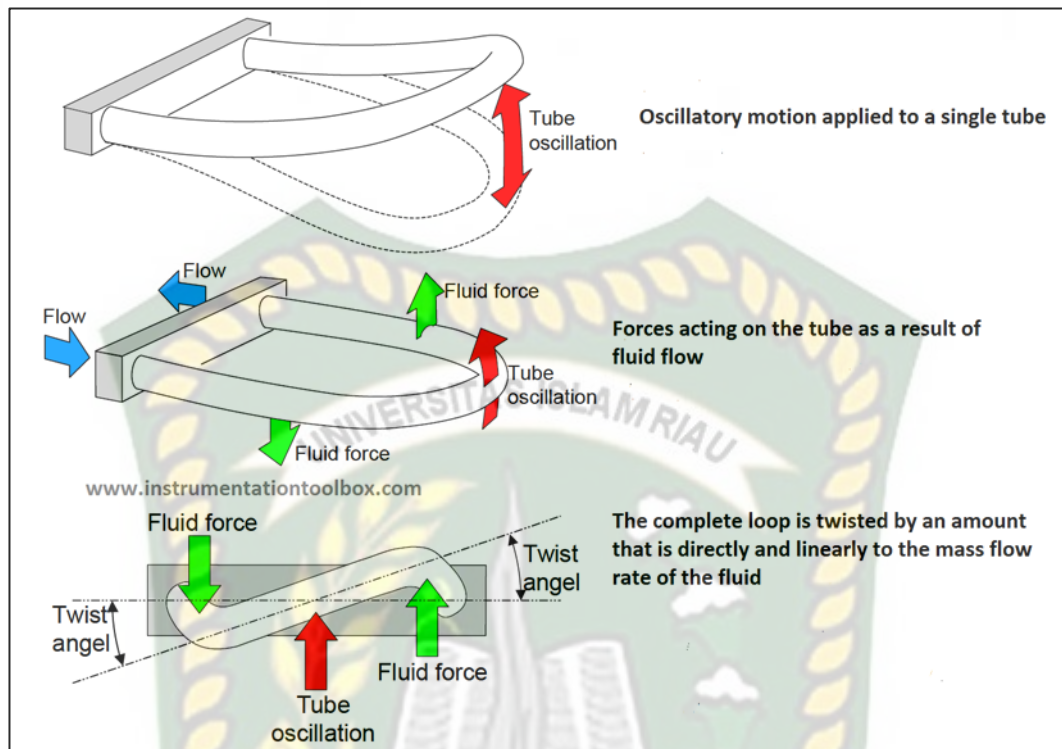 Tube
oscillation
Oscillatory motion applied to a single tube
Flow
Flow
Fluid force
Forces acting on the tube as a result of
fluid flow
Tube
oscillation
Fluid force
UNIVERSITAS ISLAM RIAU
www.instrumentationtoolbox.com
The complete loop is twisted by an amount
that is directly and linearly to the mass flow
rate of the fluid
Fluid force
Twist
angel
Twist
angel
Fluid force
Tube
oscillation